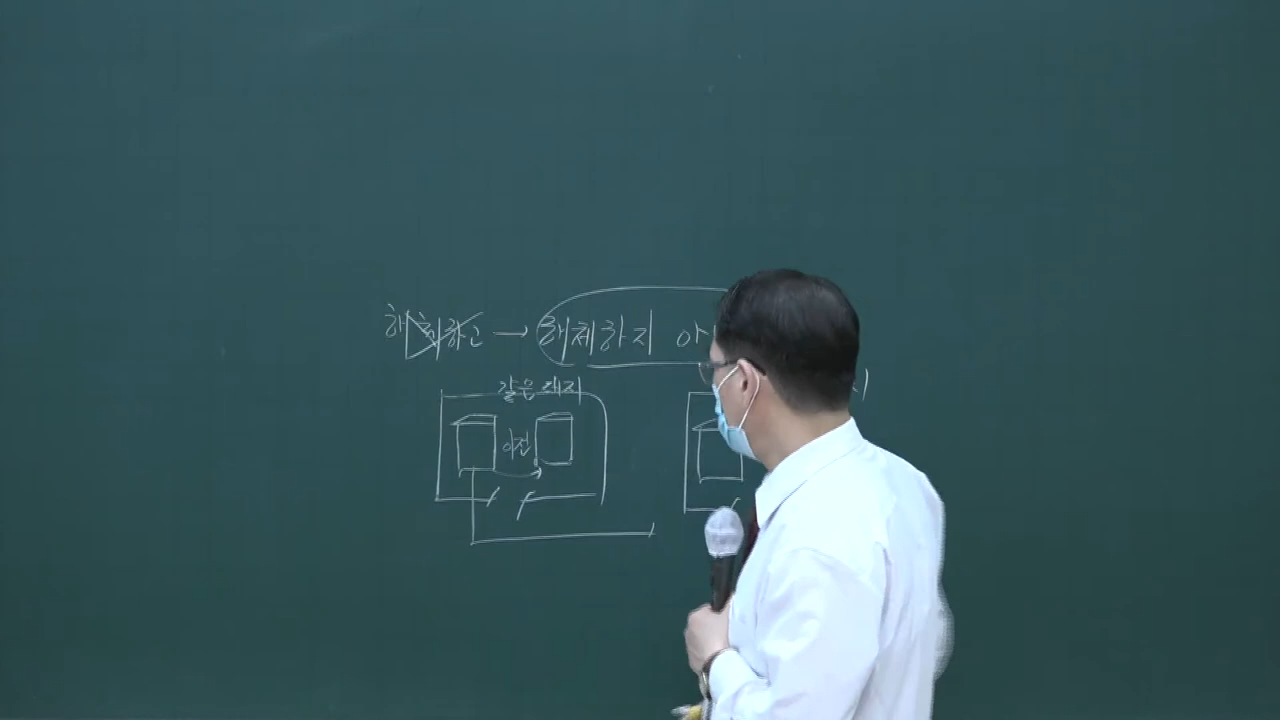 해체하고 → 해체하지 아
같은 대지
이전